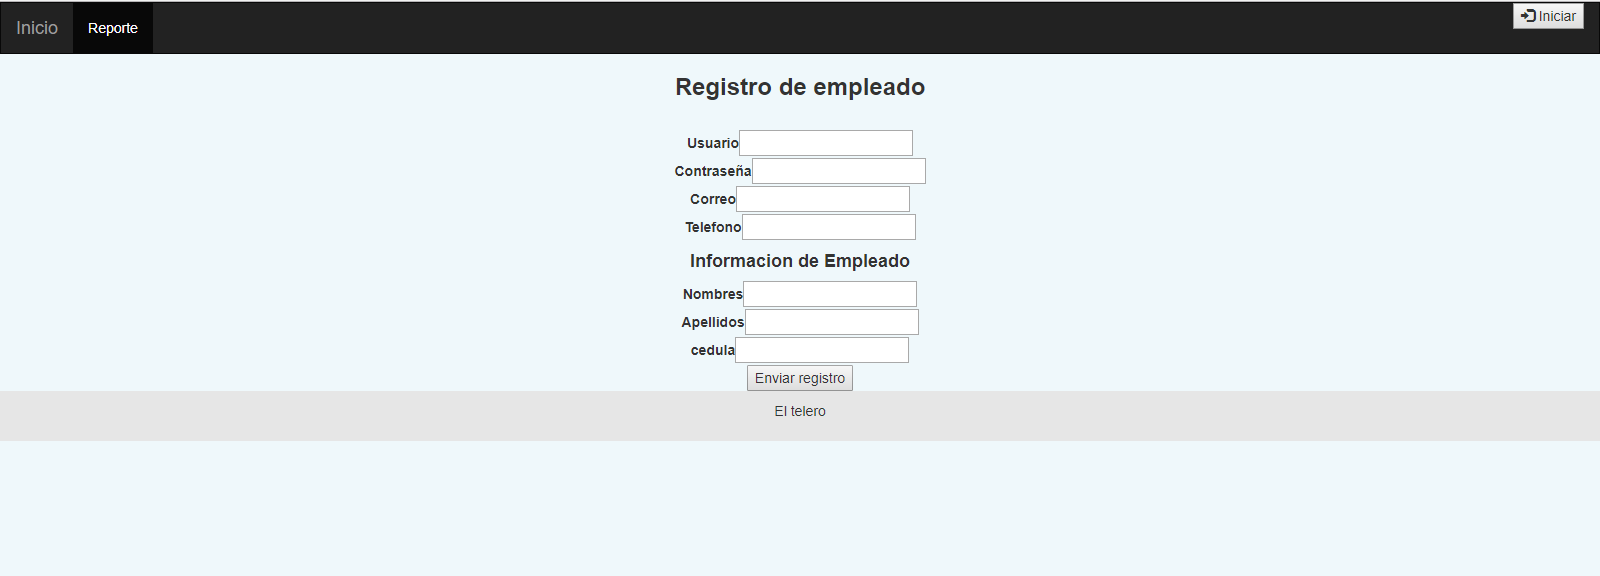 Inicio Reporte Iniciar
Registro de empleado
Usuario
Contraseña
Correo
Telefono
Informacion de Empleado
Nombres
Apellidos
cedula
Enviar registro
El telero